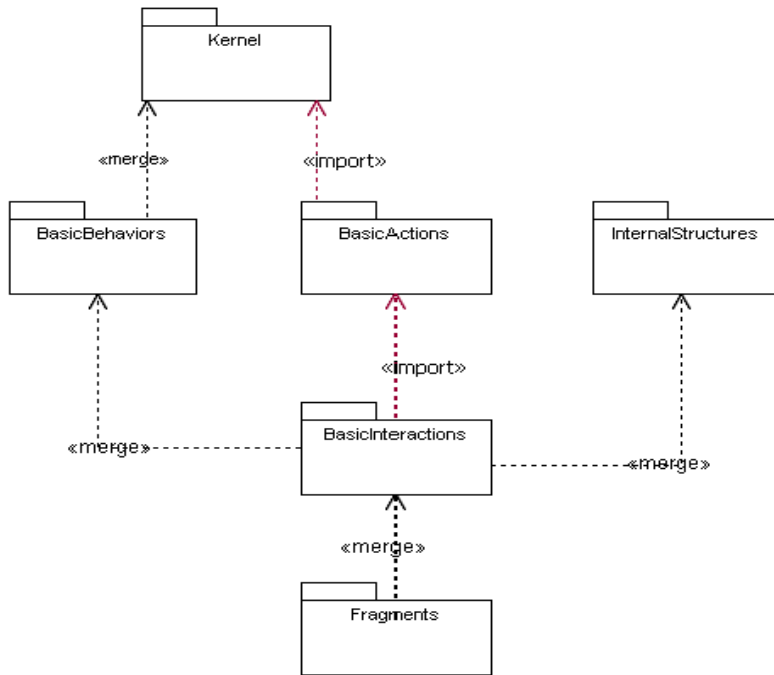 Kernel
«merge»
«import»
BasicBehaviors
BasicActions
InternalStructures
«import»
BasicInteractions
«merge»
«merge»
«merge»
Fragments